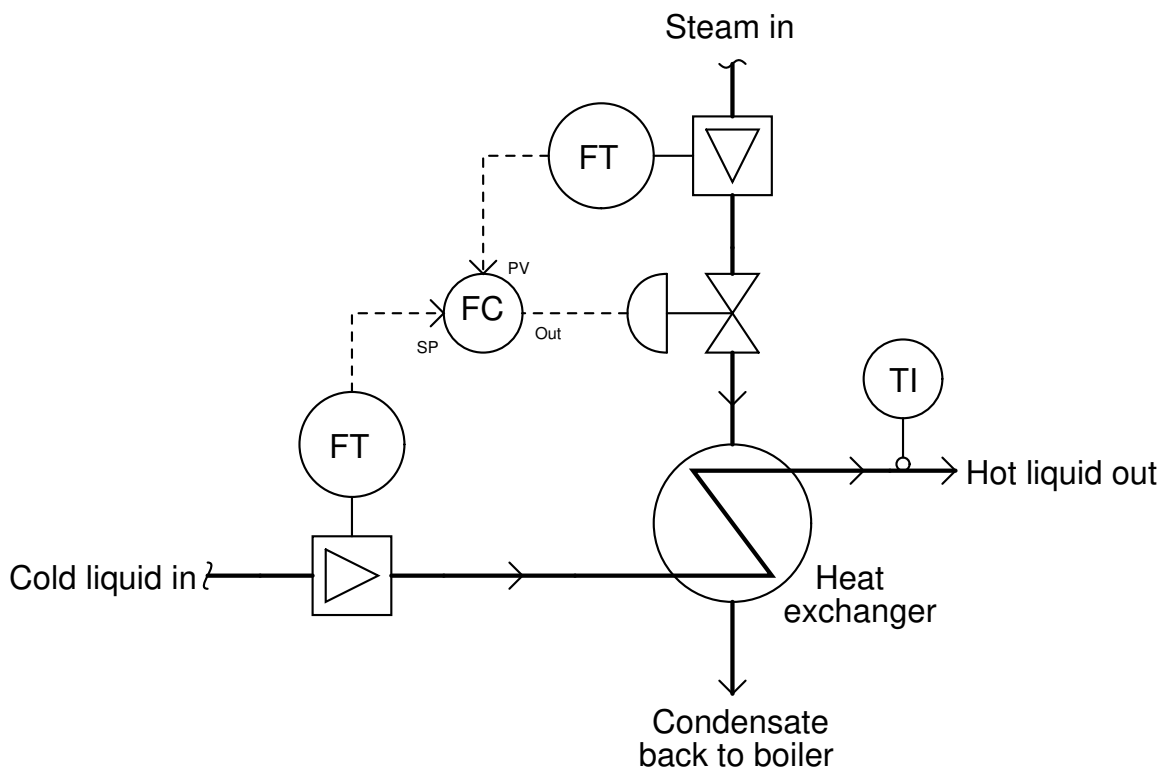 Steam in
FT
PV
FC
SP
Out
TI
FT
Hot liquid out
Cold liquid in
Heat
exchanger
Condensate
back to boiler